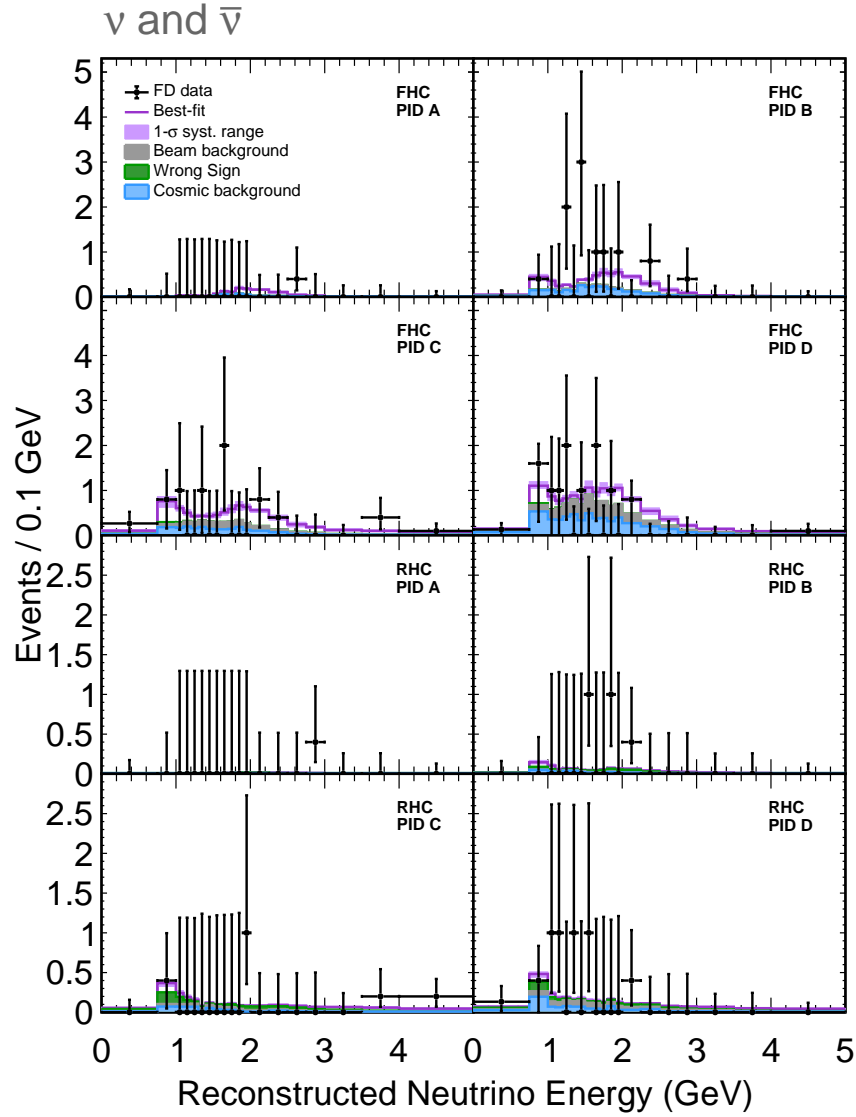 ν and ν̅
FD data
Best-fit
1-σ syst. range
Beam background
Wrong Sign
Cosmic background
FHC
PID A
FHC
PID B
5
4
3
2
1
0
FHC
PID C
FHC
PID D
4
3
2
1
0
RHC
PID A
RHC
PID B
2.5
2
1.5
1
0.5
0
RHC
PID C
RHC
PID D
2.5
2
1.5
1
0.5
0
0 1 2 3 4 0 1 2 3 4 5
Events / 0.1 GeV
Reconstructed Neutrino Energy (GeV)